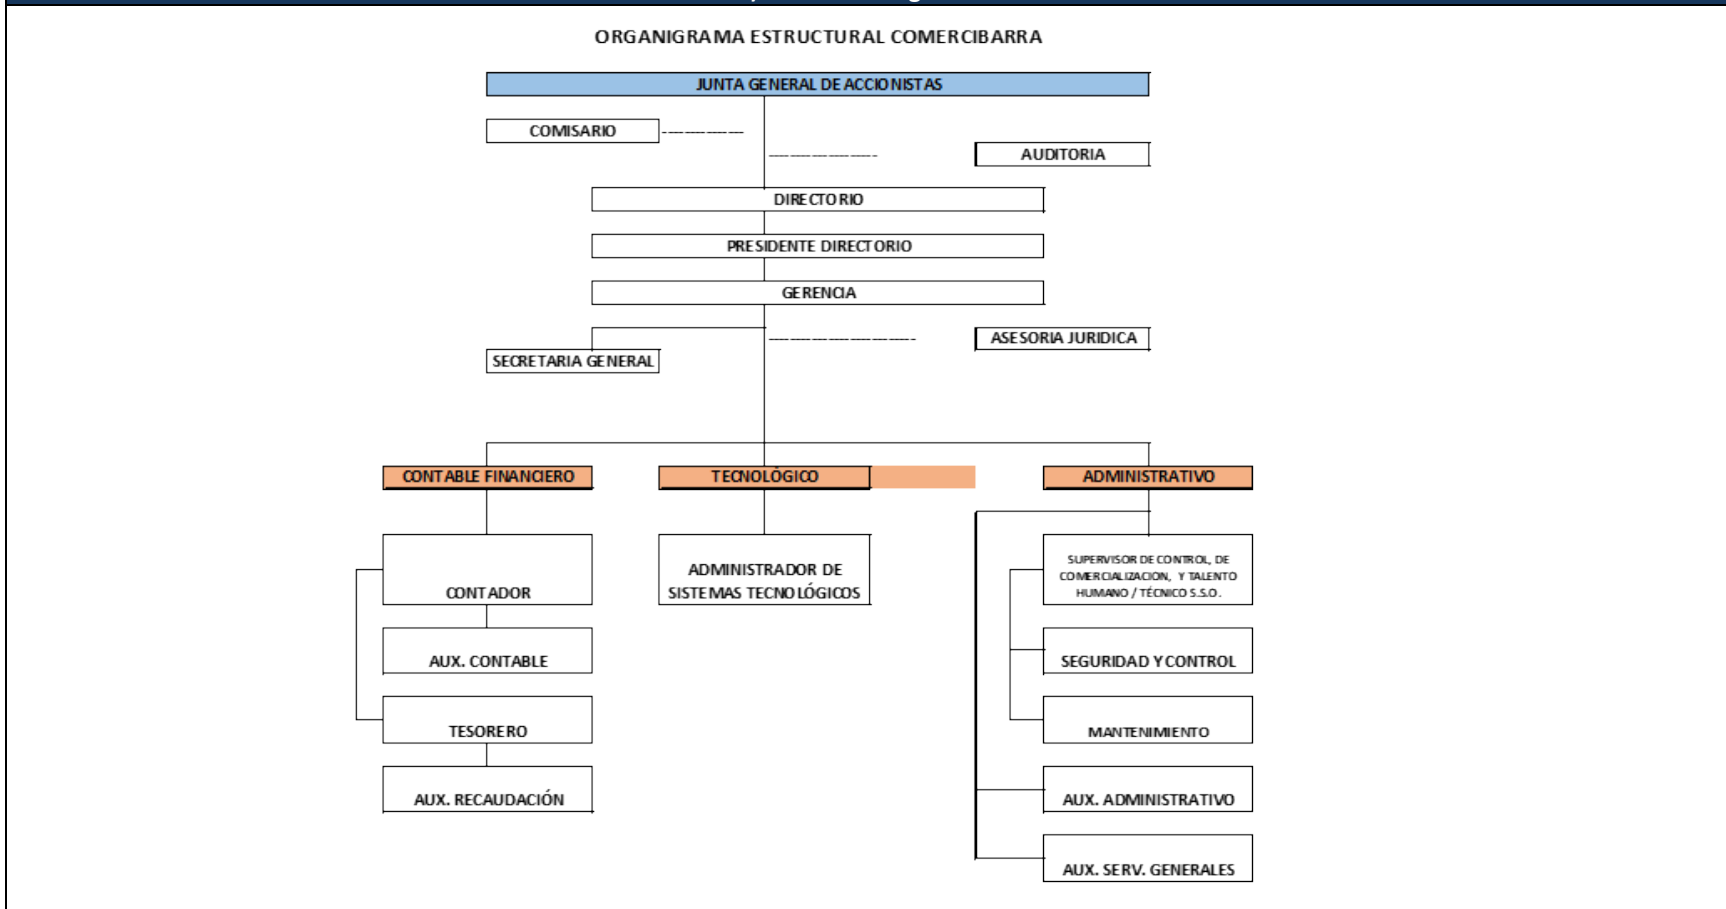 ORGANIGRAMA ESTRUCTURAL COMERCIBARRA
JUNTA GENERAL DE ACCIONISTAS
COMISARIO
AUDITORIA
DIRECTORIO
PRESIDENTE DIRECTORIO
GERENCIA
ASESORIA JURIDICA
SECRETARIA GENERAL
CONTABLE FINANCIERO
TECNOLÓGICO
ADMINISTRATIVO
CONTADOR
ADMINISTRADOR DE
SISTEMAS TECNOLÓGICOS
SUPERVISOR DE CONTROL, DE
COMERCIALIZACION, Y TALENTO
HUMANO / TÉCNICO S.S.O.
AUX. CONTABLE
SEGURIDAD Y CONTROL
TESORERO
MANTENIMIENTO
AUX. RECAUDACIÓN
AUX. ADMINISTRATIVO
AUX. SERV. GENERALES